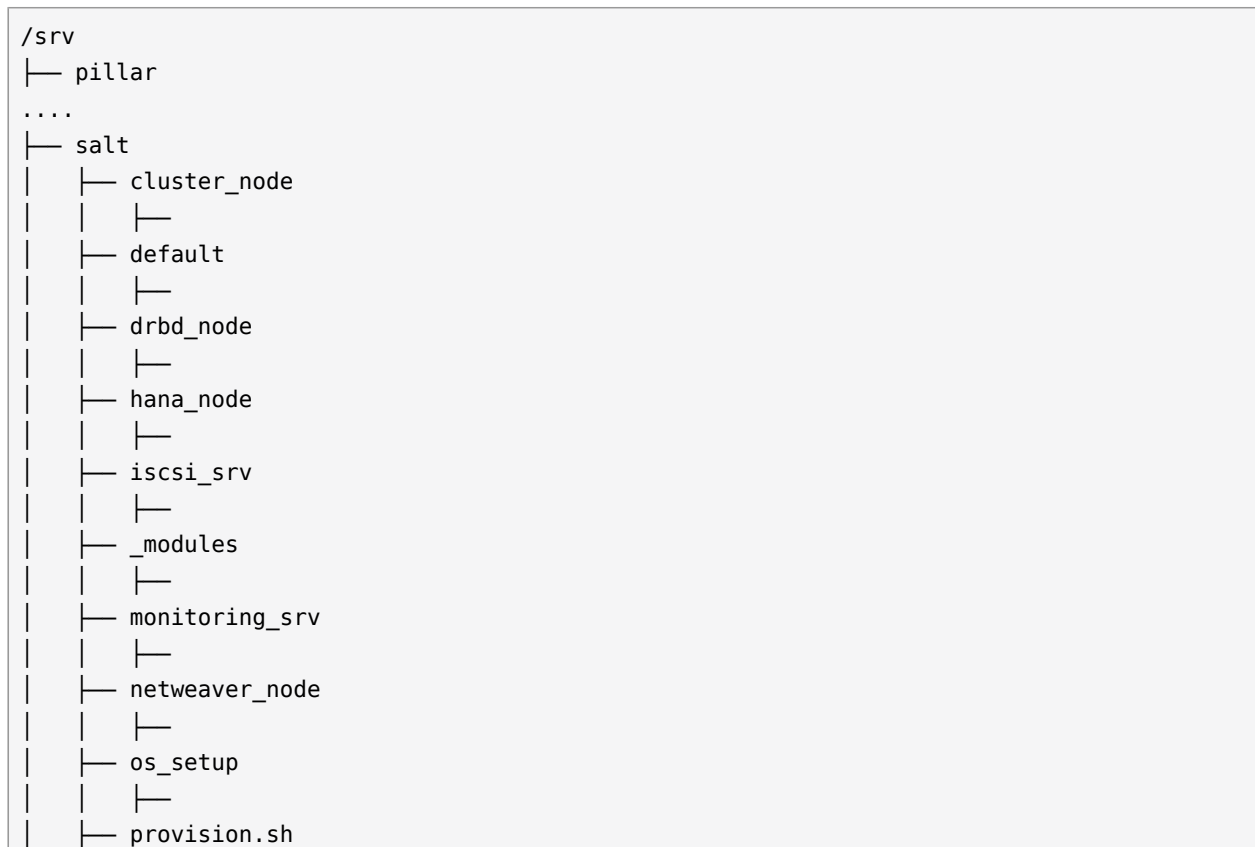 /srv
├── pillar
....
├── salt
│   ├── cluster_node
│   │   ├──
│   ├── default
│   │   ├──
│   ├── drbd_node
│   │   ├──
│   ├── hana_node
│   │   ├──
│   ├── iscsi_srv
│   │   ├──
│   ├── _modules
│   │   ├──
│   ├── monitoring_srv
│   │   ├──
│   ├── netweaver_node
│   │   ├──
│   ├── os_setup
│   │   ├──
│   ├── provision.sh